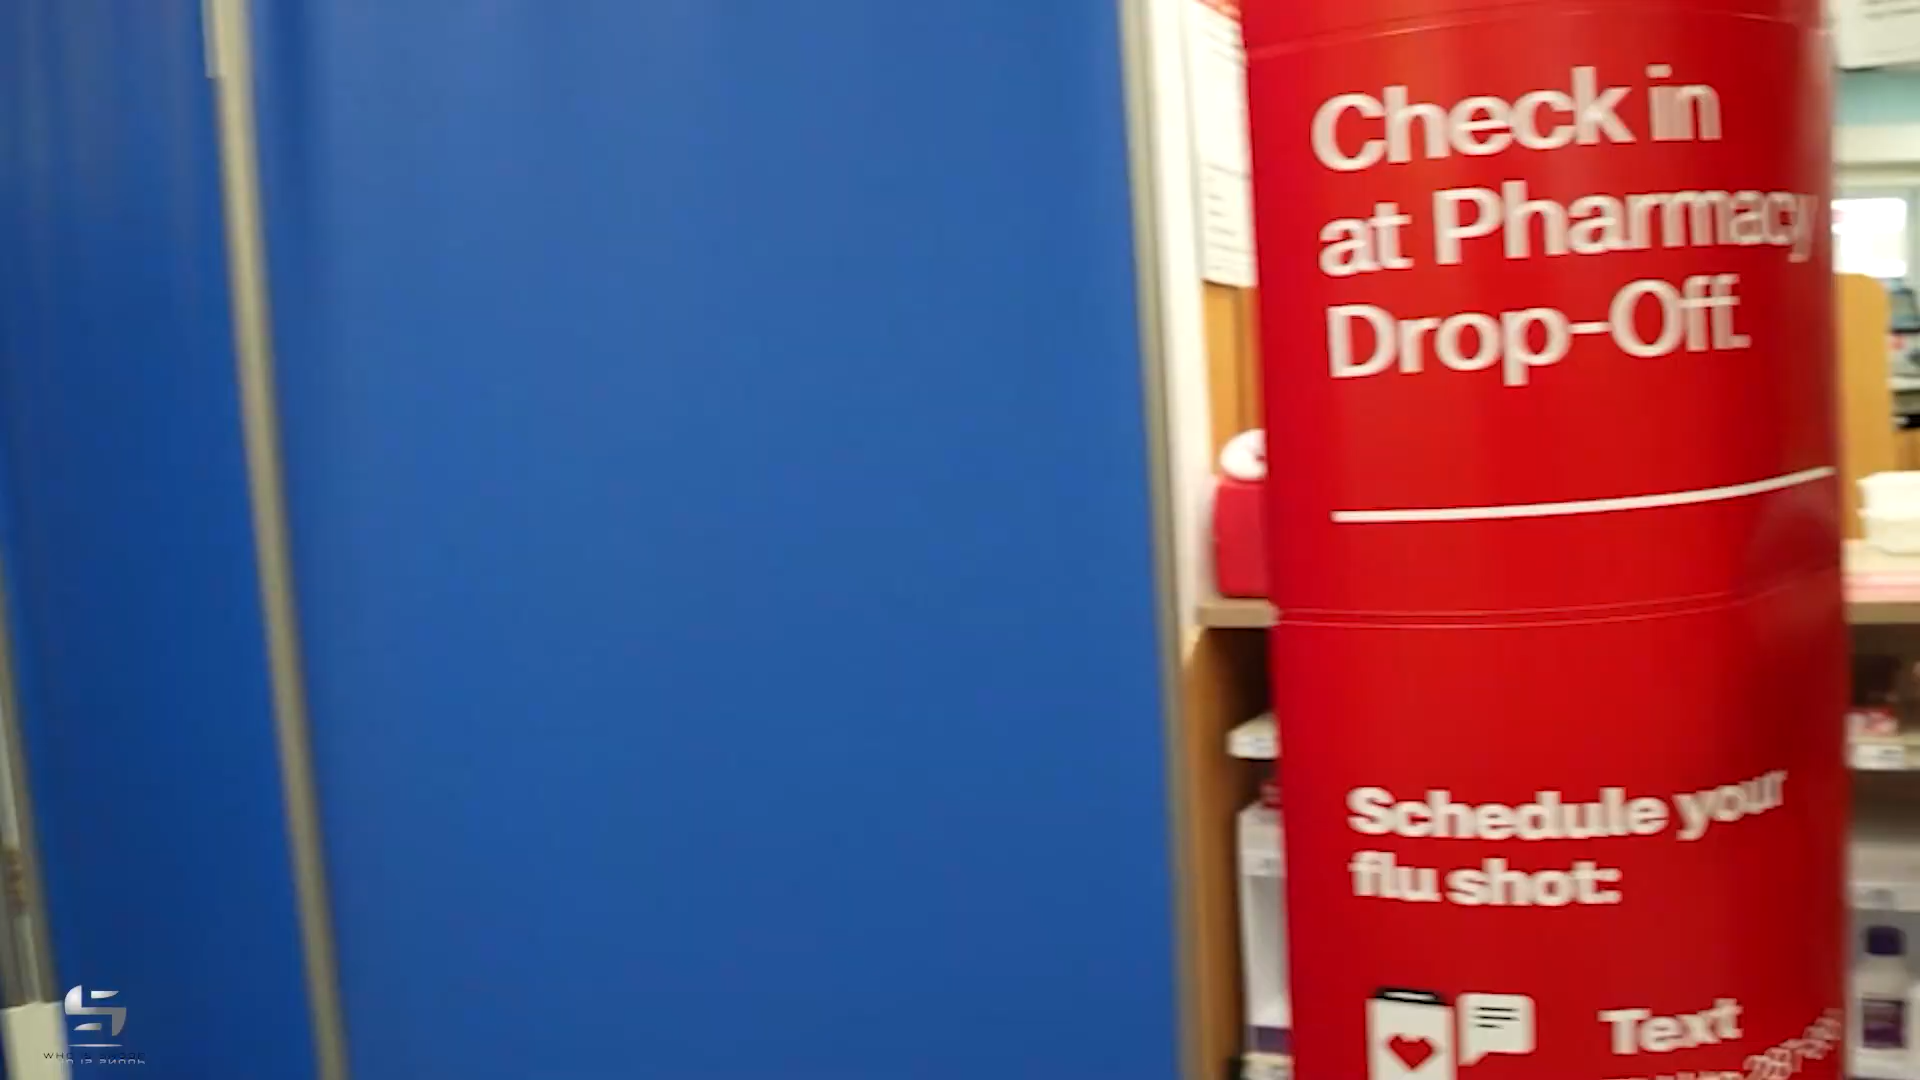 Check in
at Pharmacy
Drop-Off.
Schedule your
flu shot:
Text